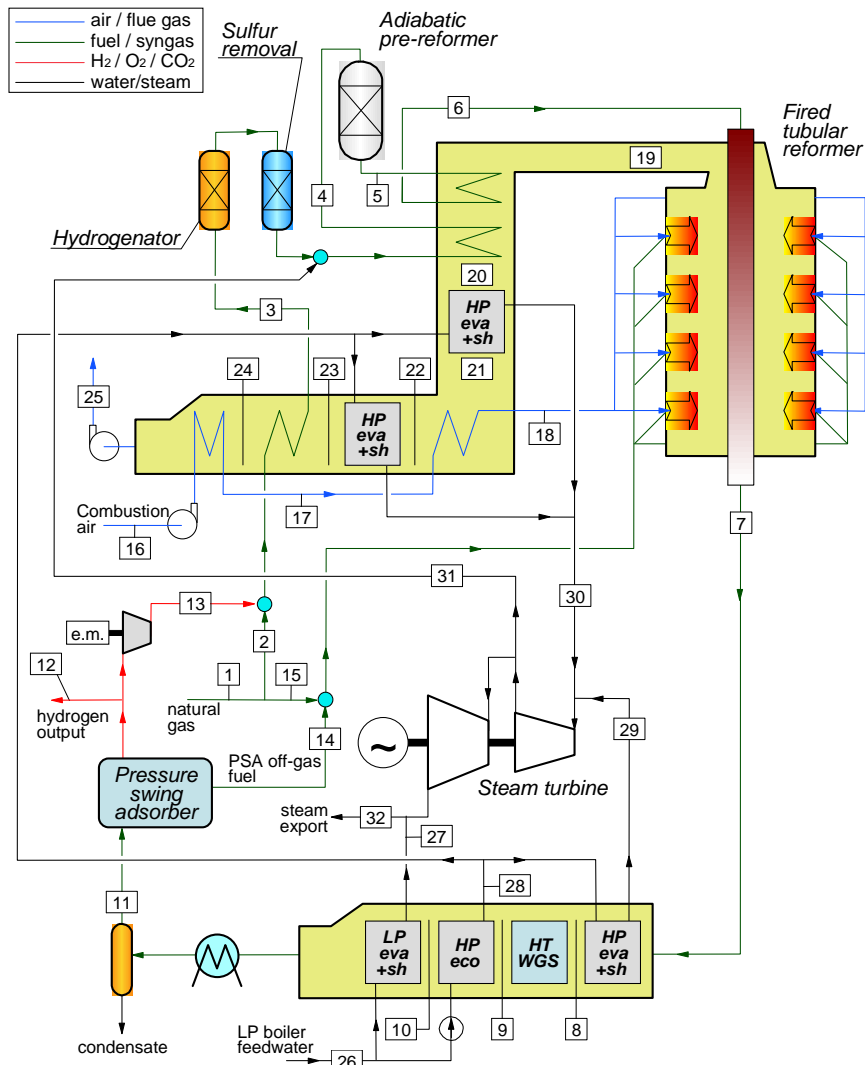 air / flue gas
fuel / syngas
H2 / O2 / CO2
water/steam
Sulfur
removal
Adiabatic
pre-reformer
Fired
tubular
reformer
Hydrogenator
6
19
4
5
20
3
HP
eva
+sh
21
24
23
22
25
HP
eva
+sh
18
17
Combustion
air
16
7
31
30
13
e.m.
2
12
1
15
hydrogen
output
natural
gas
14
29
PSA off-gas
fuel
~
Pressure
swing
adsorber
Steam turbine
steam
export
32
27
28
11
LP
eva
+sh
HP
eco
HT
WGS
HP
eva
+sh
10
9
8
condensate
LP boiler
feedwater
26